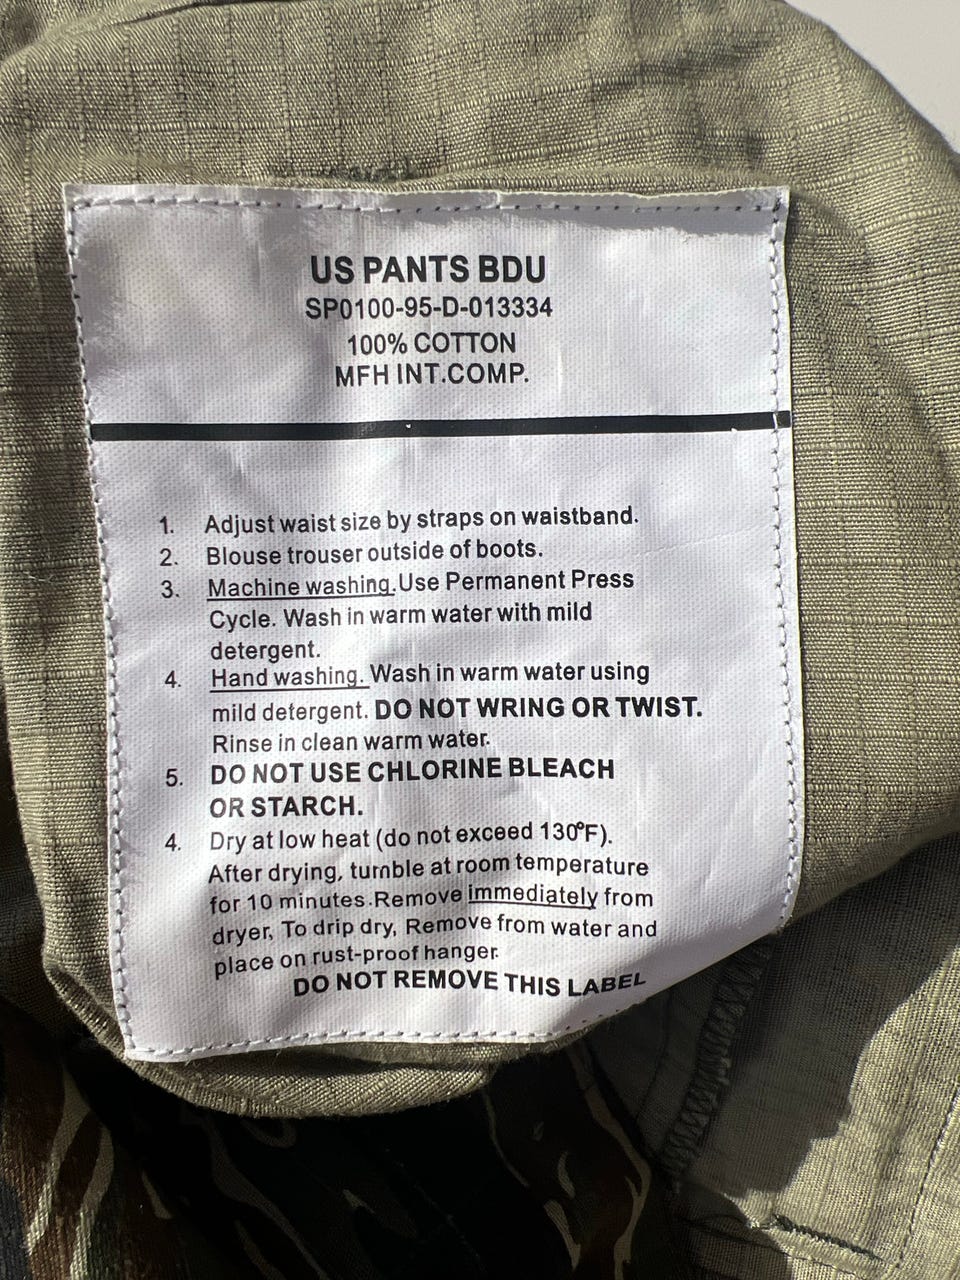 US PANTS BDU
SP0100-95-D-013334
100% COTTON
MFH INT.COMP.
1. Adjust waist size by straps on waistband.
2. Blouse trouser outside of boots.
3. Machine washing.Use Permanent Press
Cycle. Wash in warm water with mild
detergent.
4. Hand washing. Wash in warm water using
mild detergent. DO NOT WRING OR TWIST.
Rinse in clean warm water.
5. DO NOT USE CHLORINE BLEACH
OR STARCH.
4. Dry at low heat (do not exceed 130°F).
After drying, tumble at room temperature
for 10 minutes.Remove immediately from
dryer, To drip dry, Remove from water and
place on rust-proof hanger.
DO NOT REMOVE THIS LABEL